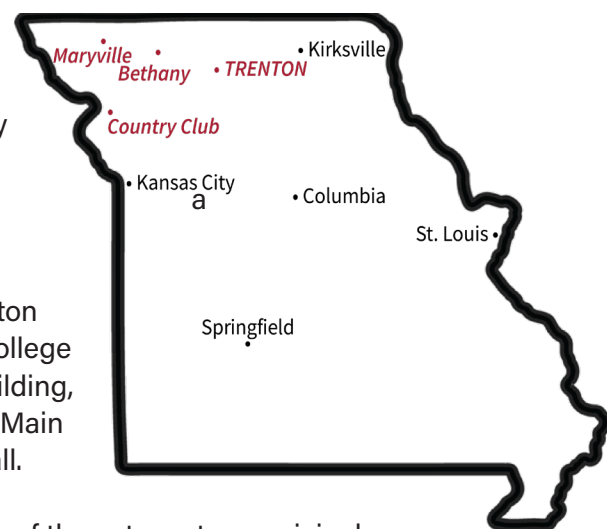 Maryville
Bethany
TRENTON
Kirksville
y
Country Club
Kansas City
a
Columbia
St. Louis
ton
ollege
Springfield
ilding,
Main
ll.